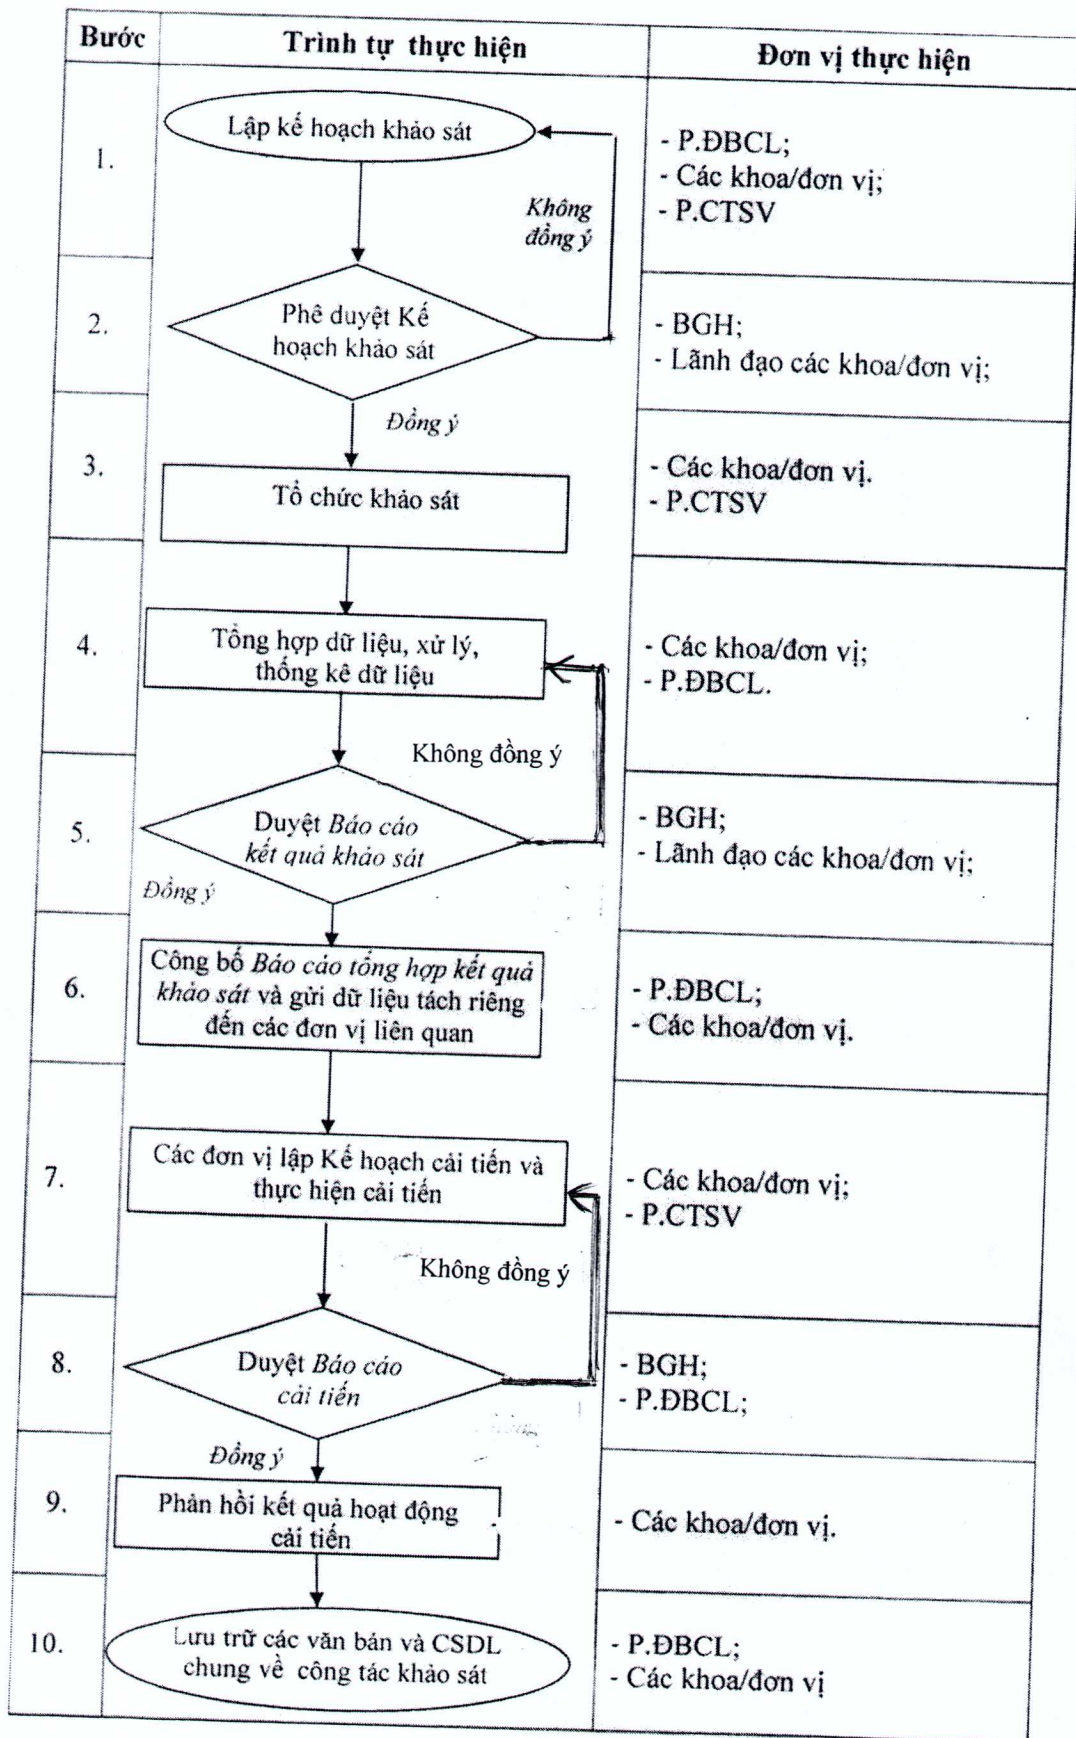 Bước
Trình tự thực hiện
Đơn vị thực hiện
1.
Lập kế hoạch khảo sát
Không
đồng ý
- P.ĐBCL;
- Các khoa/đơn vị;
- P.CTSV
2.
Phê duyệt Kế
hoạch khảo sát
- BGH;
- Lãnh đạo các khoa/đơn vị;
Đồng ý
3.
Tổ chức khảo sát
- Các khoa/đơn vị.
- P.CTSV
4.
Tổng hợp dữ liệu, xử lý,
thống kê dữ liệu
- Các khoa/đơn vị;
- P.ĐBCL.
Không đồng ý
5.
Duyệt Báo cáo
kết quả khảo sát
- BGH;
- Lãnh đạo các khoa/đơn vị;
Đồng ý
6.
Công bố Báo cáo tổng hợp kết quả
khảo sát và gửi dữ liệu tách riêng
đến các đơn vị liên quan
- P.ĐBCL;
- Các khoa/đơn vị.
7.
Các đơn vị lập Kế hoạch cải tiến và
thực hiện cải tiến
- Các khoa/đơn vị;
- P.CTSV
Không đồng ý
8.
Duyệt Báo cáo
cải tiến
- BGH;
- P.ĐBCL;
Đồng ý
9.
Phản hồi kết quả hoạt động
cải tiến
- Các khoa/đơn vị.
10.
Lưu trữ các văn bản và CSDL
chung về công tác khảo sát
- P.ĐBCL;
- Các khoa/đơn vị